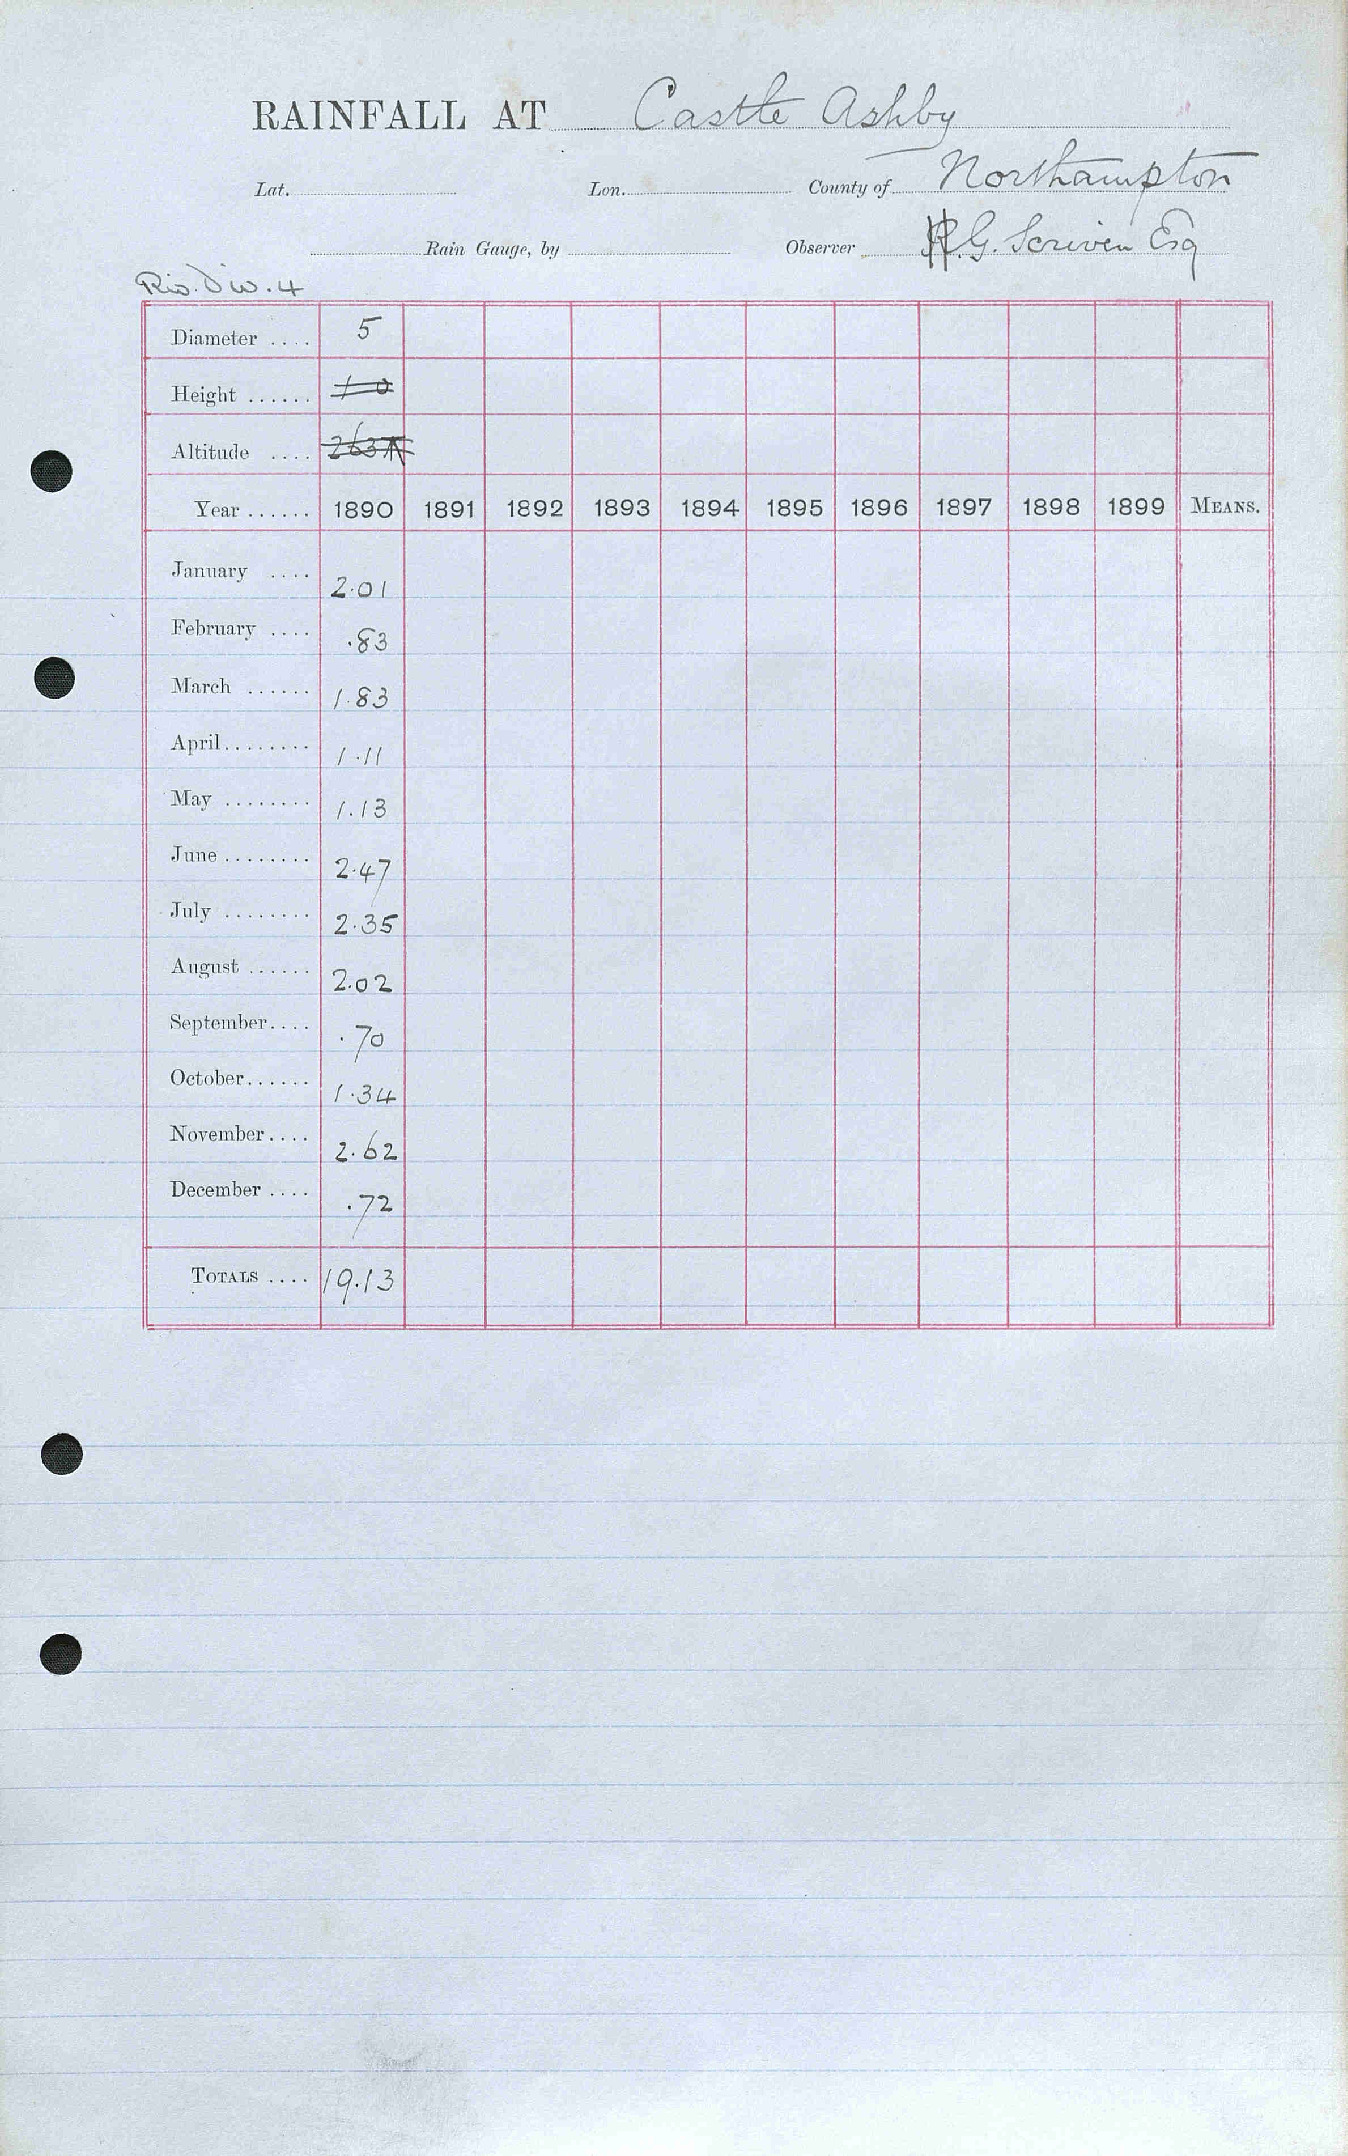 RAINFALL AT Castle Ashby
Lat. Lon. County of Northampton
Rain Gauge, by Observer G. Scriven Esq
Riv. Div. 4
Diameter .... 5
Height ...... 1 0
Altitude .... 263
Year ...... 1890 1891 1892 1893 1894 1895 1896 1897 1898 1899 MEANS.
January .... 2.01
February .... .83
March ...... 1.83
April ........ 1.11
May ........ 1.13
June ........ 2.47
July ........ 2.35
August ...... 2.02
September .... .70
October ...... 1.34
November .... 2.62
December .... .72
TOTALS .... 19.13